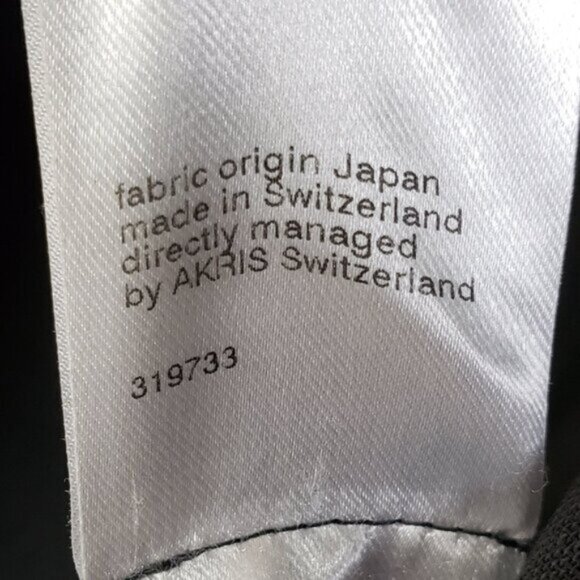 fabric origin Japan
made in Switzerland
directly managed
by AKRIS Switzerland
319733